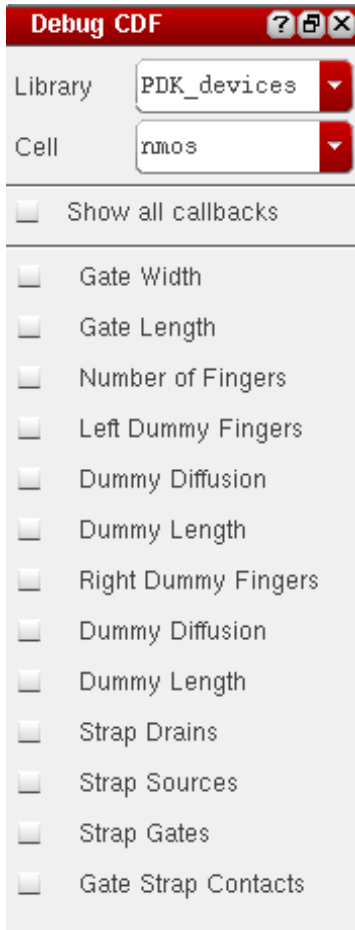 Debug CDF
Library PDK_devices
Cell nmos
Show all callbacks
Gate Width
Gate Length
Number of Fingers
Left Dummy Fingers
Dummy Diffusion
Dummy Length
Right Dummy Fingers
Dummy Diffusion
Dummy Length
Strap Drains
Strap Sources
Strap Gates
Gate Strap Contacts